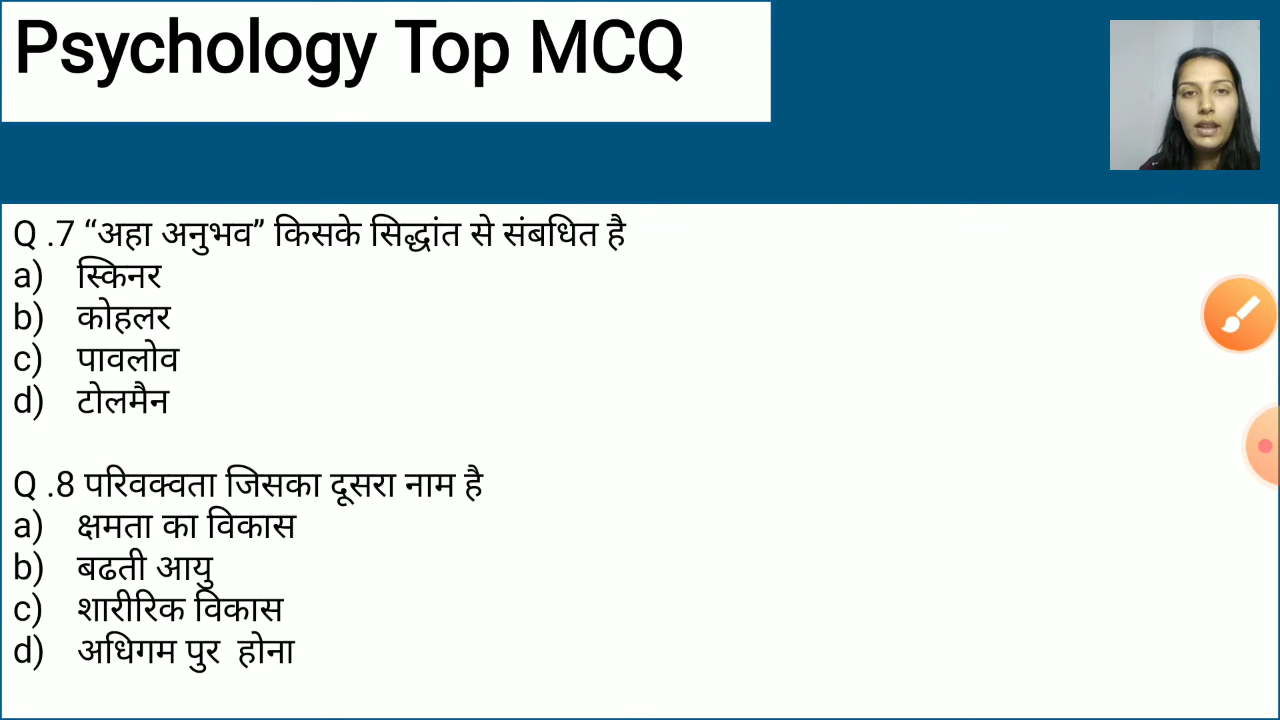 Psychology Top MCQ
Q .7 “अहा अनुभव” किसके सिद्धांत से संबधित है
a) स्किनर
b) कोहलर
c) पावलोव
d) टोलमैन
Q .8 परिवक्वता जिसका दूसरा नाम है
a) क्षमता का विकास
b) बढती आयु
c) शारीरिक विकास
d) अधिगम पुर होना